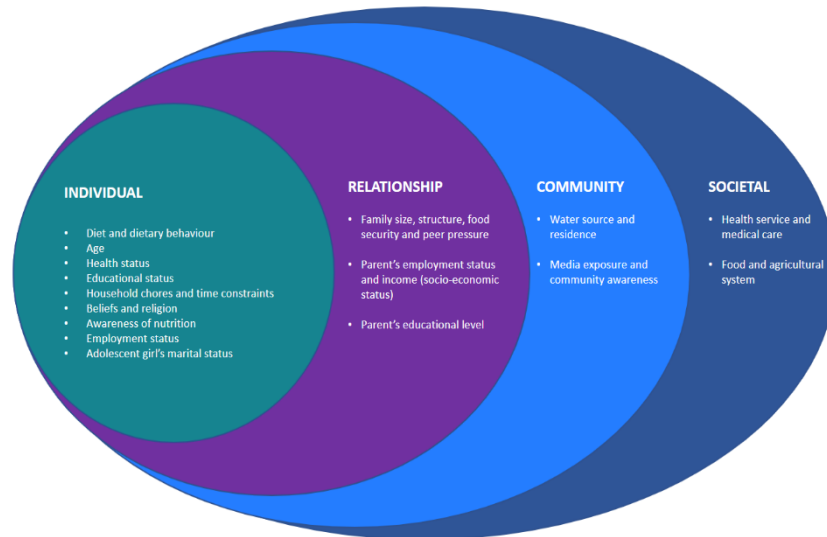 INDIVIDUAL
• Diet and dietary behaviour
• Age
• Health status
• Educational status
• Household chores and time constraints
• Beliefs and religion
• Awareness of nutrition
• Employment status
• Adolescent girl's marital status
RELATIONSHIP
• Family size, structure, food
security and peer pressure
• Parent's employment status
and income (socio-economic
status)
• Parent's educational level
COMMUNITY
• Water source and
residence
• Media exposure and
community awareness
SOCIETAL
• Health service and
medical care
• Food and agricultural
system